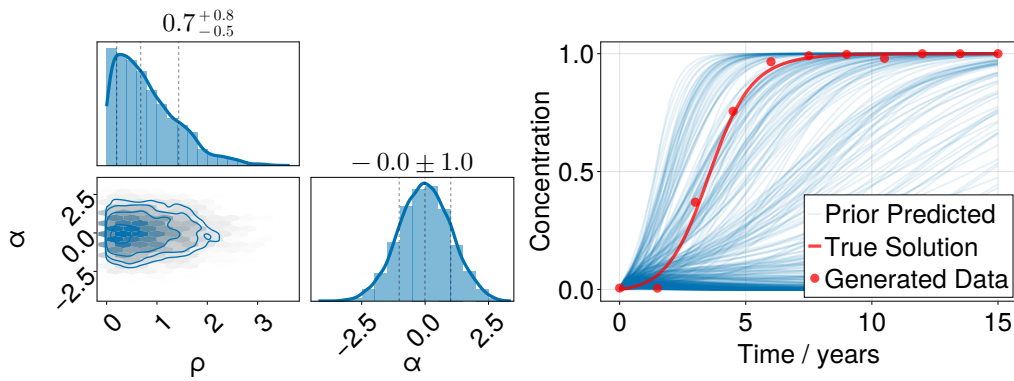 0.7+0.8−0.5
−0.0 ± 1.0
α
2.5
0.0
−2.5
0
1
2
3
ρ
−2.5
0.0
2.5
α
Concentration
1.0
0.5
0.0
Prior Predicted
True Solution
Generated Data
0
5
10
15
Time / years